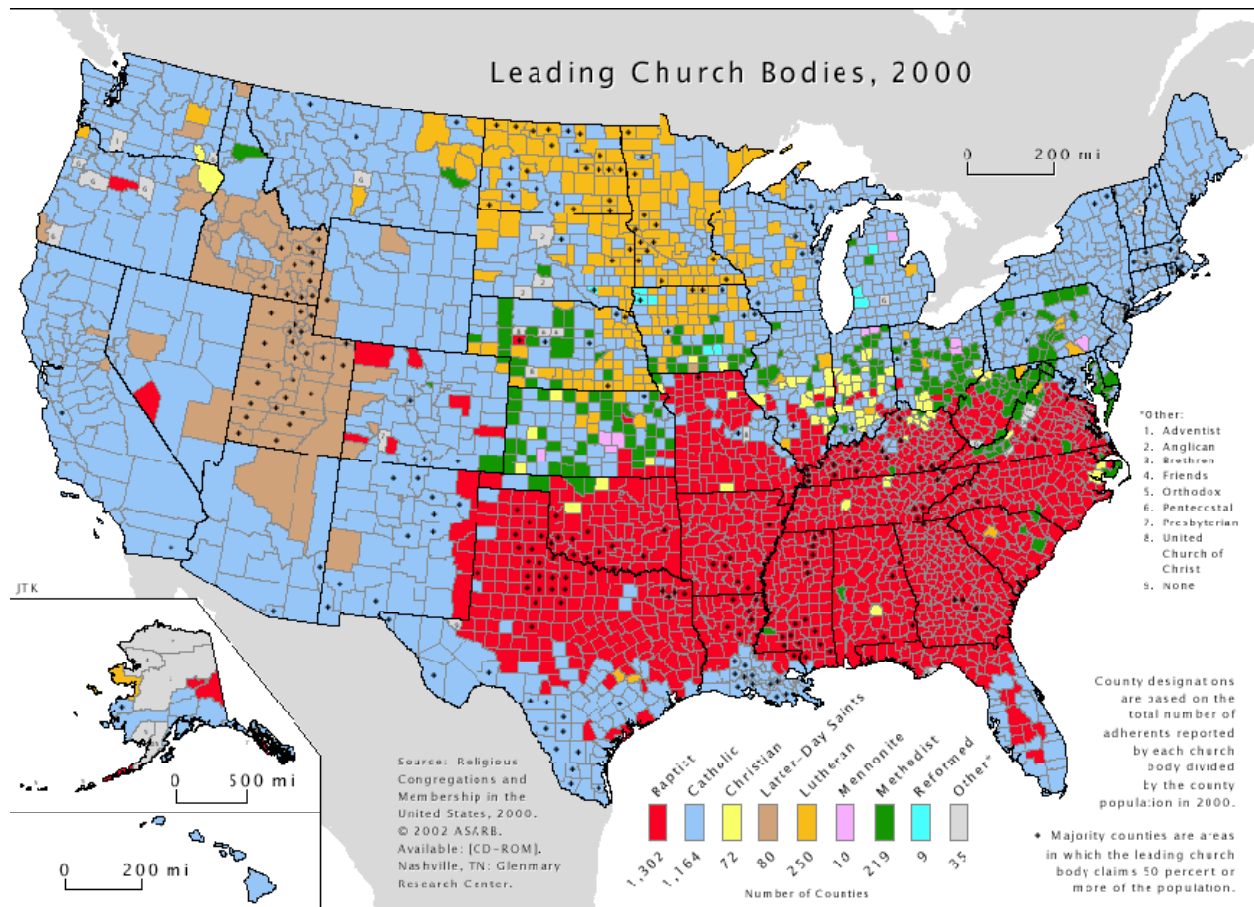 Leading Church Bodies, 2000
0 200 mi
*Other:
1. Adventist
2. Anglican
3. Brethren
4. Friends
5. Orthodox
6. Pentecostal
7. Presbyterian
8. United
Church of
Christ
9. None
JTK
0 500 mi
0 200 mi
Source: Religious
Congregations and
Membership in the
United States, 2000.
© 2002 ASARB.
Available: [CD-ROM].
Nashville, TN: Glenmary
Research Center.
Baptist
Catholic
Christian
Latter-Day Saints
Lutheran
Mennonite
Methodist
Reformed
Other*
1,302
1,164
72
80
250
10
219
9
35
Number of Counties
County designations
are based on the
total number of
adherents reported
by each church
body divided
by the county
population in 2000.
Majority counties are areas
in which the leading church
body claims 50 percent or
more of the population.